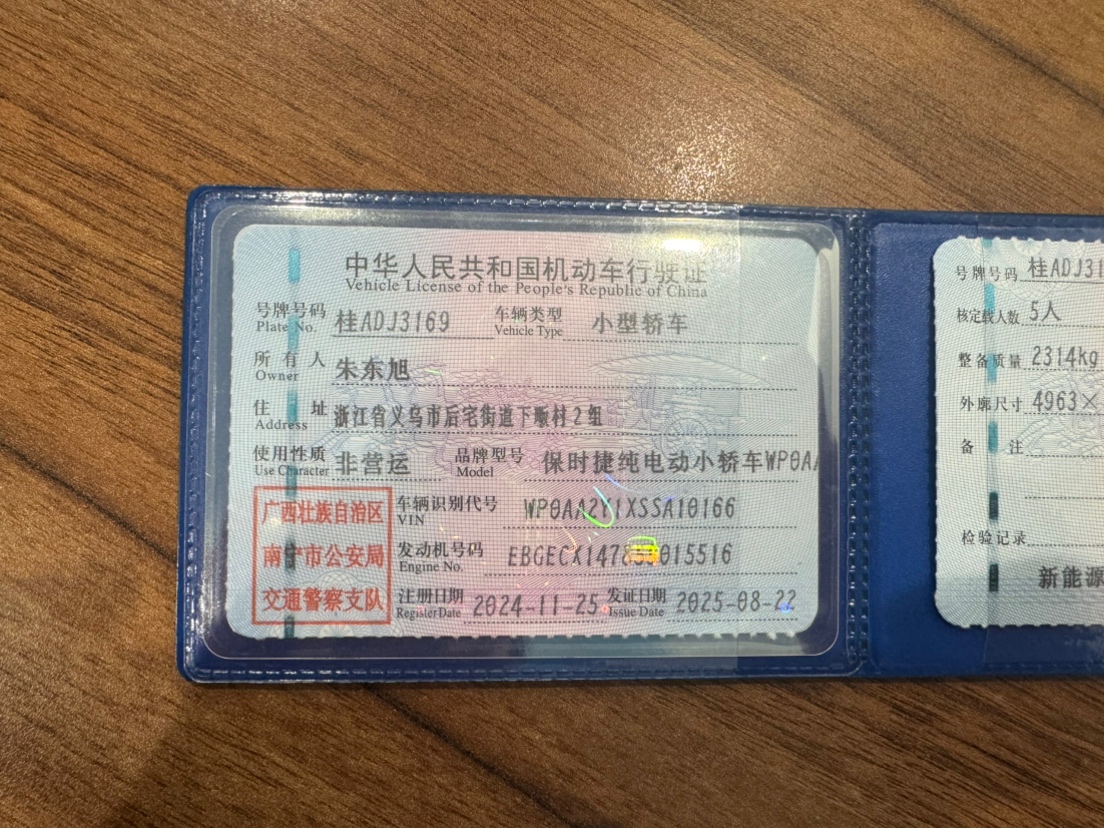 中华人民共和国机动车行驶证
Vehicle License of the People's Republic of China
号牌号码 桂ADJ3169 车辆类型 小型轿车
Plate No. Vehicle Type
所有人 朱东旭
Owner
住址 浙江省义乌市后宅街道下畈村2组
Address
使用性质 非营运 品牌型号 保时捷纯电动小轿车WP0AA
Use Character Model
广西壮族自治区
南宁市公安局
交通警察支队
车辆识别代号 WP0AA2Y1XSSA10166
VIN
发动机号码
Engine No.
注册日期 2024-11-25 发证日期 2025-08-22
Register Date Issue Date
号牌号码 桂ADJ31
核定载人数 5人
整备质量 2314kg
外廓尺寸 4963×
备注
检验记录
新能源